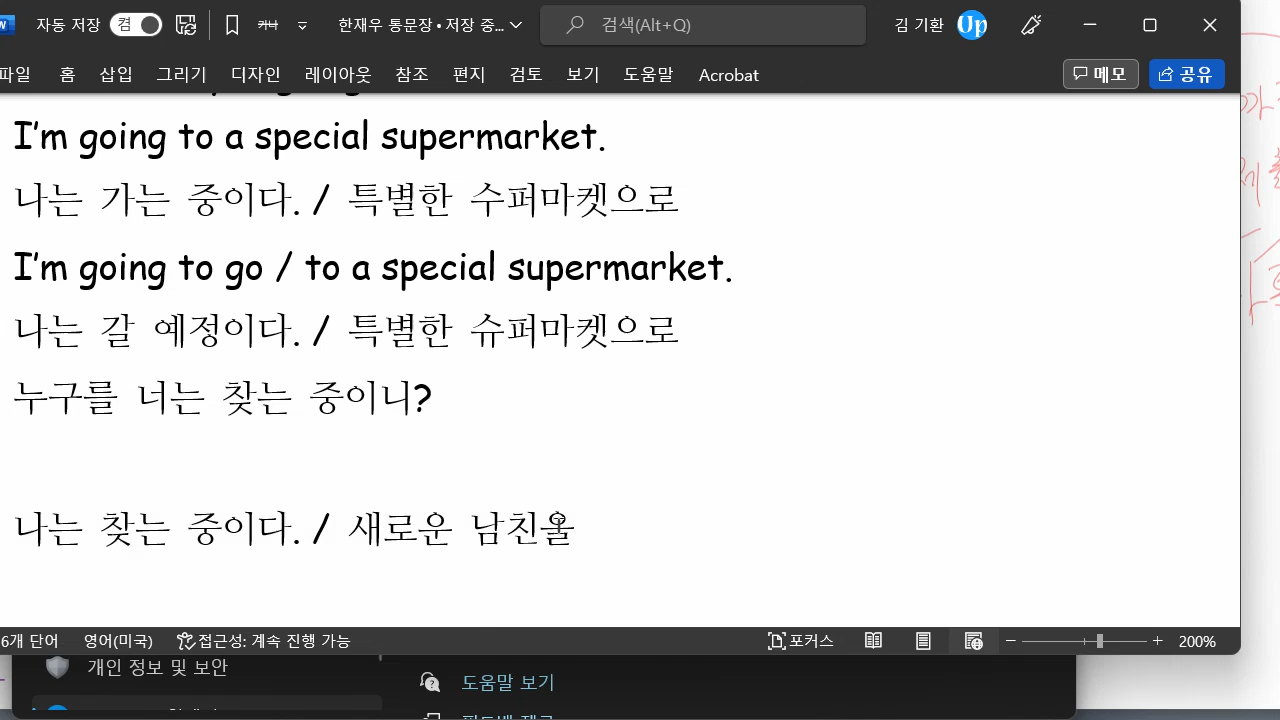 자동 저장 켬 가나 한재우 통문장 • 저장 중... 검색(Alt+Q) 김 기환 Up
파일 홈 삽입 그리기 디자인 레이아웃 참조 편지 검토 보기 도움말 Acrobat 메모 공유
I'm going to a special supermarket.
나는 가는 중이다. / 특별한 수퍼마켓으로
I'm going to go / to a special supermarket.
나는 갈 예정이다. / 특별한 슈퍼마켓으로
누구를 너는 찾는 중이니?
나는 찾는 중이다. / 새로운 남친을
6개 단어 영어(미국) 접근성: 계속 진행 가능 포커스 200%
개인 정보 및 보안
도움말 보기